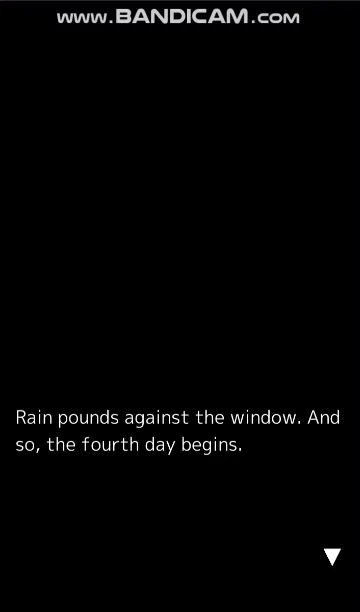 www.BANDICAM.com
Rain pounds against the window. And
so, the fourth day begins.